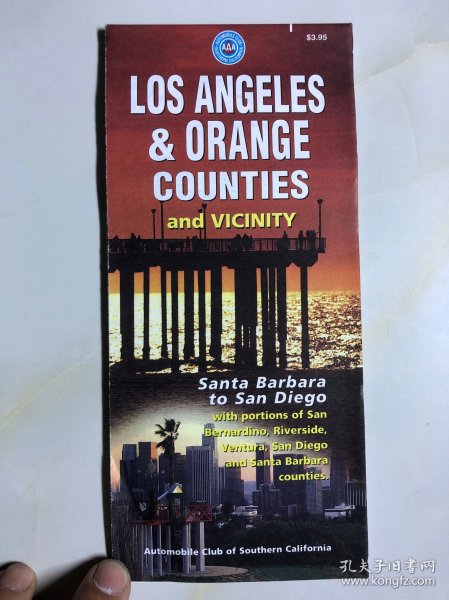 $3.95
AAA
LOS ANGELES
& ORANGE
COUNTIES
and VICINITY
Santa Barbara
to San Diego
with portions of San
Bernardino, Riverside,
Ventura, San Diego
and Santa Barbara
counties.
Automobile Club of Southern California
孔夫子旧书网
www.kongfz.com